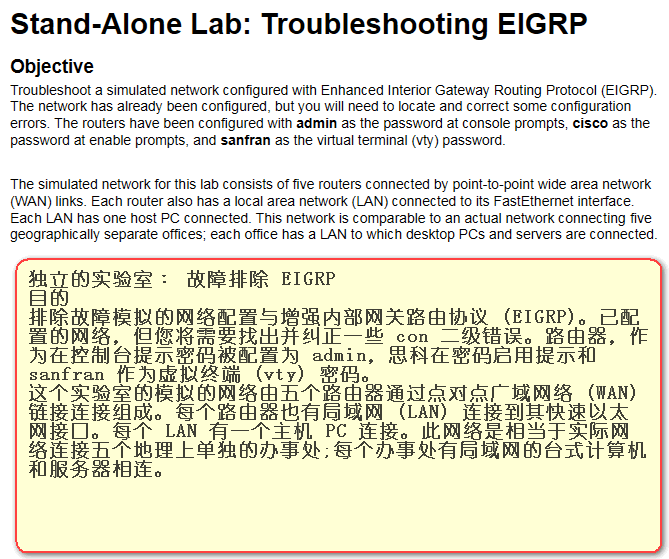 Stand-Alone Lab: Troubleshooting EIGRP
Objective
Troubleshoot a simulated network configured with Enhanced Interior Gateway Routing Protocol (EIGRP).
The network has already been configured, but you will need to locate and correct some configuration
errors. The routers have been configured with admin as the password at console prompts, cisco as the
password at enable prompts, and sanfran as the virtual terminal (vty) password.
The simulated network for this lab consists of five routers connected by point-to-point wide area network
(WAN) links. Each router also has a local area network (LAN) connected to its FastEthernet interface.
Each LAN has one host PC connected. This network is comparable to an actual network connecting five
geographically separate offices; each office has a LAN to which desktop PCs and servers are connected.
独立的实验室： 故障排除 EIGRP
目的
排除故障模拟的网络配置与增强内部网关路由协议 (EIGRP)。已配
置的网络，但您将需要找出并纠正一些 con 二级错误。路由器，作
为在控制台提示密码被配置为 admin，思科在密码启用提示和
sanfran 作为虚拟终端 (vty) 密码。
这个实验室的模拟的网络由五个路由器通过点对点广域网络 (WAN)
链接连接组成。每个路由器也有局域网 (LAN) 连接到其快速以太
网接口。每个 LAN 有一个主机 PC 连接。此网络是相当于实际网
络连接五个地理上单独的办事处;每个办事处有局域网的台式计算机
和服务器相连。